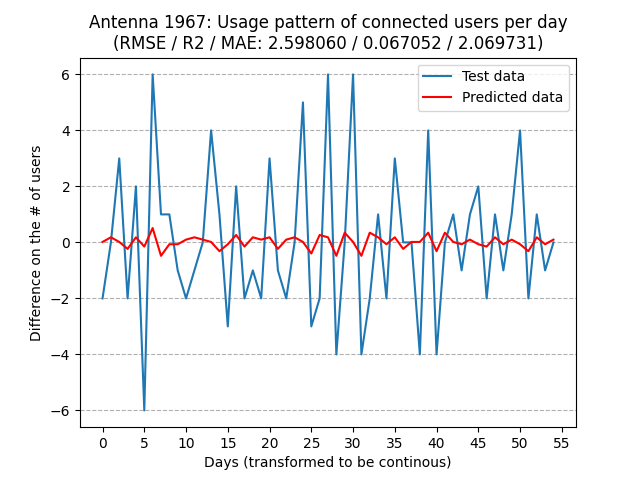 Antenna 1967: Usage pattern of connected users per day
(RMSE / R2 / MAE: 2.598060 / 0.067052 / 2.069731)
Test data
Predicted data
Difference on the # of users
6
4
2
0
−2
−4
−6
0 5 10 15 20 25 30 35 40 45 50 55
Days (transformed to be continous)